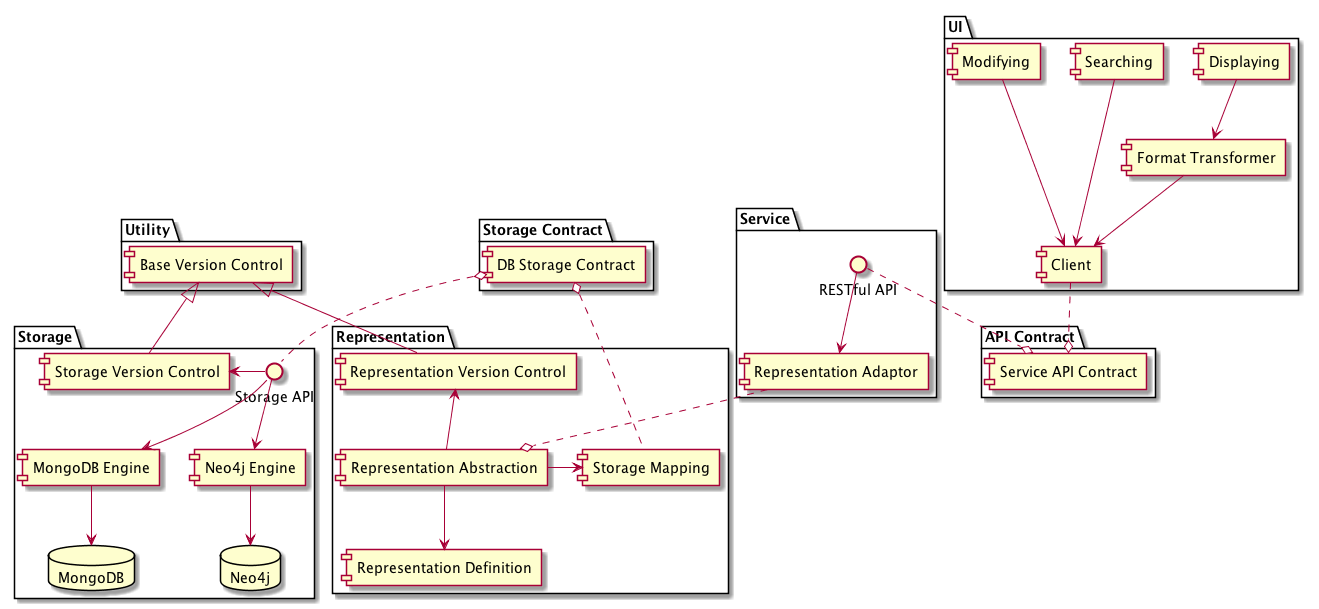 UI
Modifying
Searching
Displaying
Format Transformer
Client
Utility
Base Version Control
Storage Contract
DB Storage Contract
Service
RESTful API
Representation Adaptor
API Contract
Service API Contract
Storage
Storage Version Control
Storage API
MongoDB Engine
Neo4j Engine
MongoDB
Neo4j
Representation
Representation Version Control
Representation Abstraction
Storage Mapping
Representation Definition